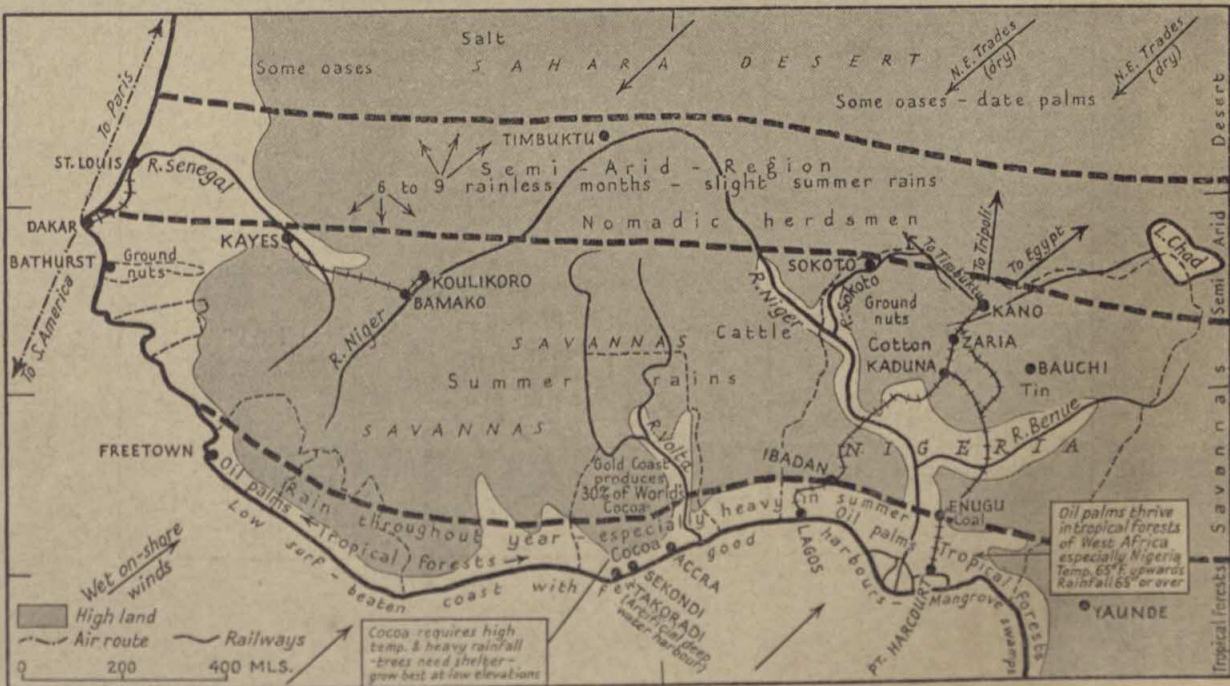 Salt
SAHARA DESERT
Some oases
N.E. Trades
(dry)
N.E. Trades
(dry)
Some oases - date palms
Desert
To Paris
TIMBUKTU
ST. LOUIS
R. Senegal
Semi-Arid-Region
6 to 9 rainless months - slight summer rains
Semi Arid
DAKAR
Nomadic herdsmen
KAYES
To Timbuktu
To Tripoli
To Egypt
L. Chad
BATHURST
Ground
nuts
KOULIKORO
BAMAKO
SOKOTO
R. Sokoto
Ground
nuts
KANO
To S. America
R. Niger
R. Niger
Cattle
SAVANNAS
Cotton
ZARIA
KADUNA
BAUCHI
Tin
Summer rains
SAVANNAS
Savannas
R. Volta
NIGERIA
R. Benue
FREETOWN
Gold Coast
produces
30% of World's
Cocoa
IBADAN
Rain throughout year - especially heavy in summer
Oil palms
Tropical forests
Cocoa
Oil palms
ENUGU
Coal
Oil palms thrive
in tropical forests
of West Africa
especially Nigeria
Temp. 65° F. upwards
Rainfall 65" or over
Low surf-beaten coast with few good harbours
ACCRA
SEKONDI
TAKORADI
(Artificial deep
water harbour)
LAGOS
PT. HARCOURT
Tropical Forests
Mangrove swamps
YAUNDE
Tropical Forests
Wet on-shore
winds
High land
Air route
Railways
0 200 400 MLS.
Cocoa requires high
temp. & heavy rainfall
-trees need shelter-
grow best at low elevations